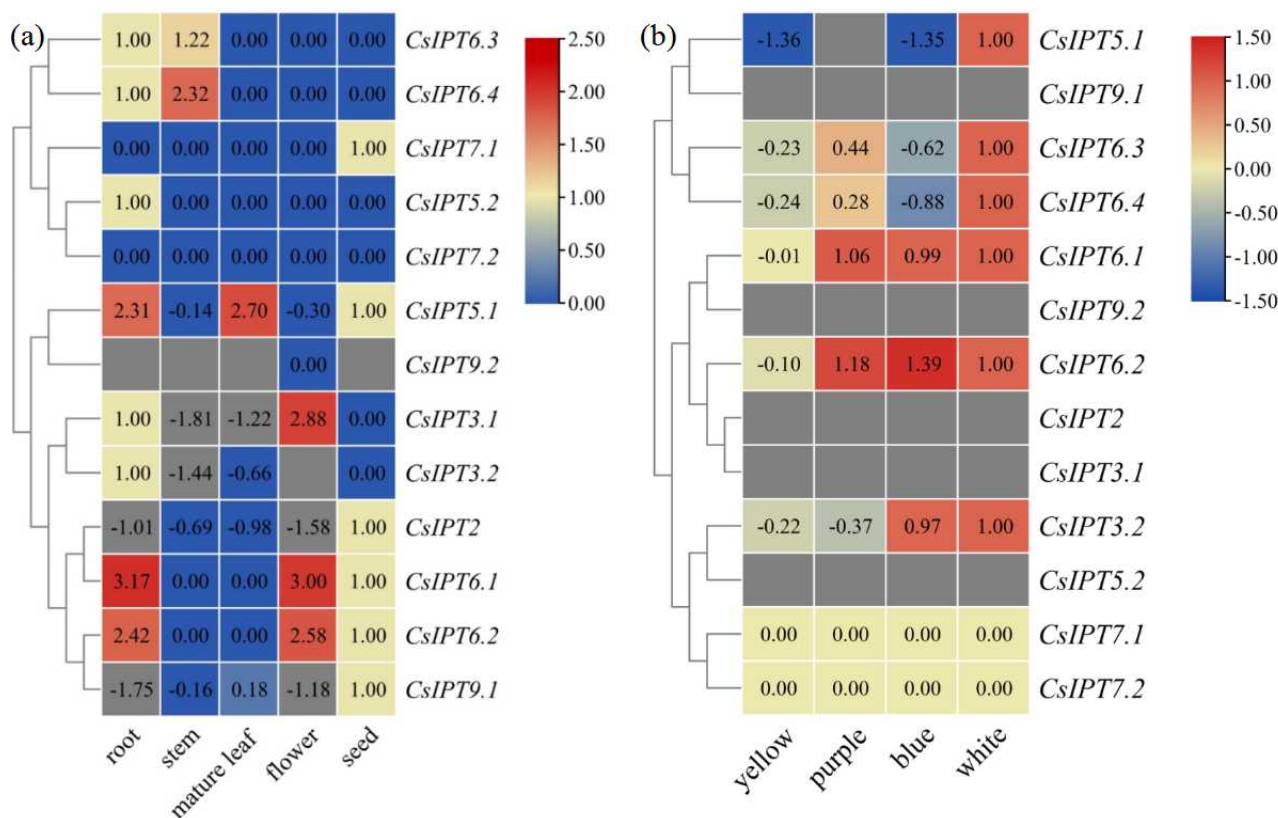 (a)
1.00 1.22 0.00 0.00 0.00 CsIPT6.3
1.00 2.32 0.00 0.00 0.00 CsIPT6.4
0.00 0.00 0.00 0.00 1.00 CsIPT7.1
1.00 0.00 0.00 0.00 0.00 CsIPT5.2
0.00 0.00 0.00 0.00 0.00 CsIPT7.2
2.31 -0.14 2.70 -0.30 1.00 CsIPT5.1
0.00 CsIPT9.2
1.00 -1.81 -1.22 2.88 0.00 CsIPT3.1
1.00 -1.44 -0.66 0.00 CsIPT3.2
-1.01 -0.69 -0.98 -1.58 1.00 CsIPT2
3.17 0.00 0.00 3.00 1.00 CsIPT6.1
2.42 0.00 0.00 2.58 1.00 CsIPT6.2
-1.75 -0.16 0.18 -1.18 1.00 CsIPT9.1
root stem mature leaf flower seed
2.50
2.00
1.50
1.00
0.50
0.00
(b)
-1.36 -1.35 1.00 CsIPT5.1
CsIPT9.1
-0.23 0.44 -0.62 1.00 CsIPT6.3
-0.24 0.28 -0.88 1.00 CsIPT6.4
-0.01 1.06 0.99 1.00 CsIPT6.1
CsIPT9.2
-0.10 1.18 1.39 1.00 CsIPT6.2
CsIPT2
CsIPT3.1
-0.22 -0.37 0.97 1.00 CsIPT3.2
CsIPT5.2
0.00 0.00 0.00 0.00 CsIPT7.1
0.00 0.00 0.00 0.00 CsIPT7.2
yellow purple blue white
1.50
1.00
0.50
0.00
-0.50
-1.00
-1.50